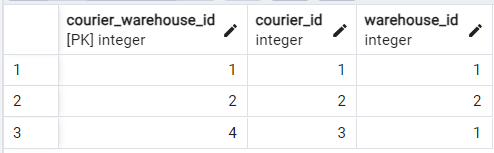 courier_warehouse_id courier_id warehouse_id
[PK] integer integer integer
1 1 1 1
2 2 2 2
3 4 3 1